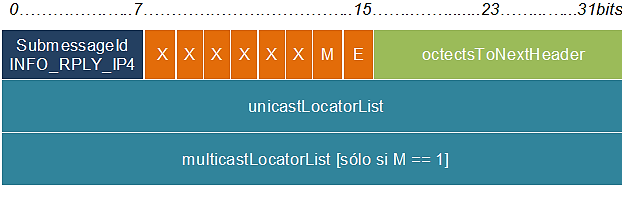 0……………………7……………………………………15……………………23……………………31bits
SubmessageId
INFO_RPLY_IP4
X X X X X X M E
octectsToNextHeader
unicastLocatorList
multicastLocatorList [sólo si M == 1]